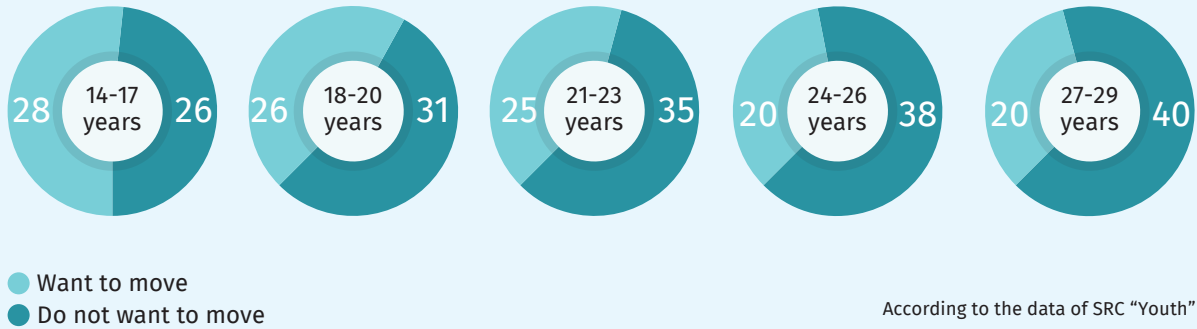 28
14-17
years
26
26
18-20
years
31
25
21-23
years
35
20
24-26
years
38
20
27-29
years
40
Want to move
Do not want to move
According to the data of SRC “Youth”